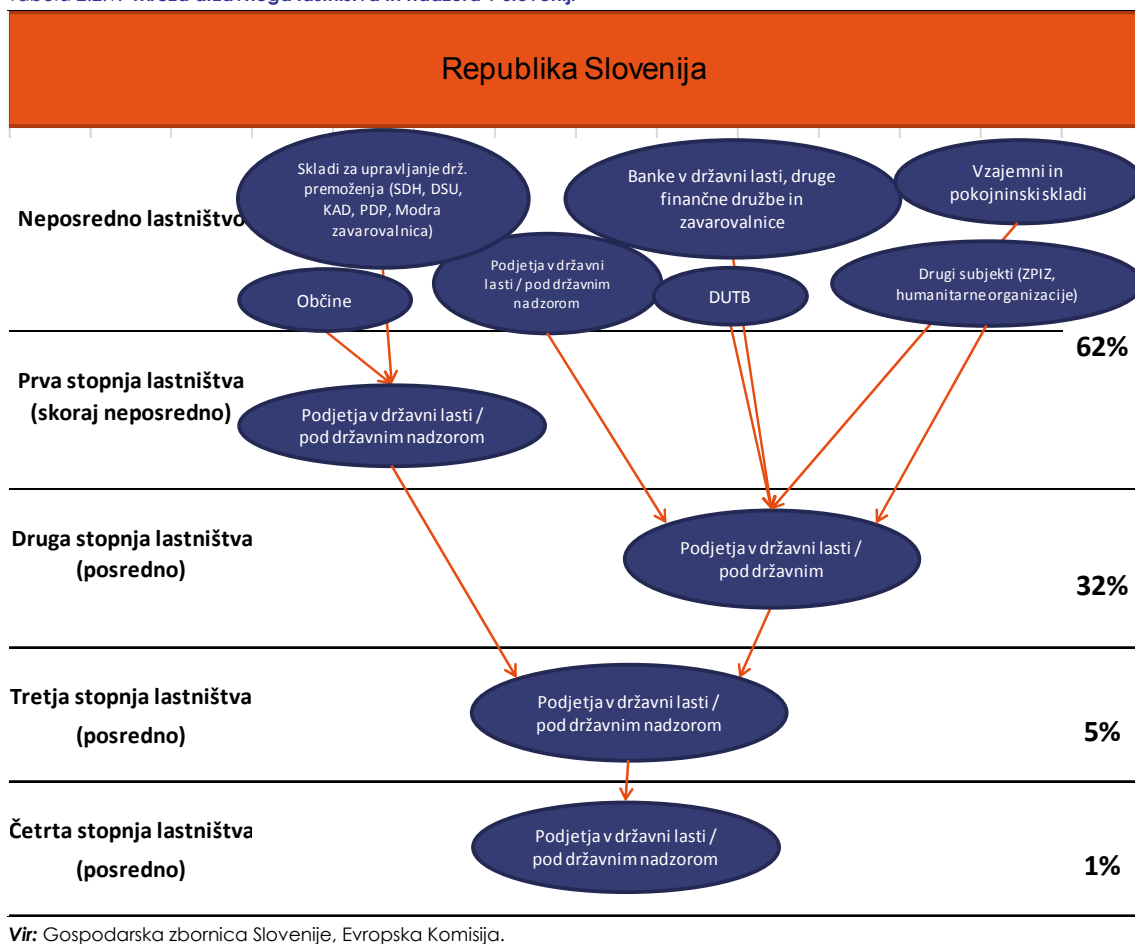 Republika Slovenija
Neposredno lastništvo
Skladi za upravljanje drž.
premoženja (SDH, DSU,
KAD, PDP, Modra
zavarovalnica)
Banke v državni lasti, druge
finančne družbe in
zavarovalnice
Vzajemni in
pokojninski skladi
Občine
Podjetja v državni
lasti / pod državnim
nadzorom
DUTB
Drugi subjekti (ZPIZ,
humanitarne organizacije)
62%
Prva stopnja lastništva
(skoraj neposredno)
Podjetja v državni lasti /
pod državnim nadzorom
Druga stopnja lastništva
(posredno)
Podjetja v državni lasti /
pod državnim
32%
Tretja stopnja lastništva
(posredno)
Podjetja v državni lasti /
pod državnim nadzorom
5%
Četrta stopnja lastništva
(posredno)
Podjetja v državni lasti /
pod državnim nadzorom
1%
Vir: Gospodarska zbornica Slovenije, Evropska Komisija.